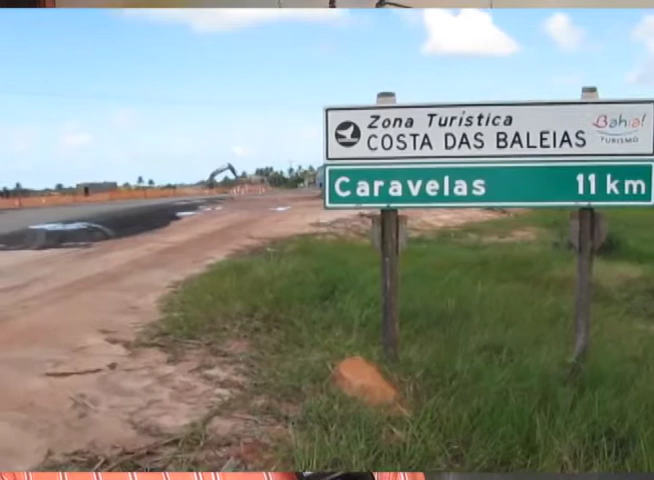 Zona Turística
COSTA DAS BALEIAS
Bahia!
TURISMO
Caravelas 11 km